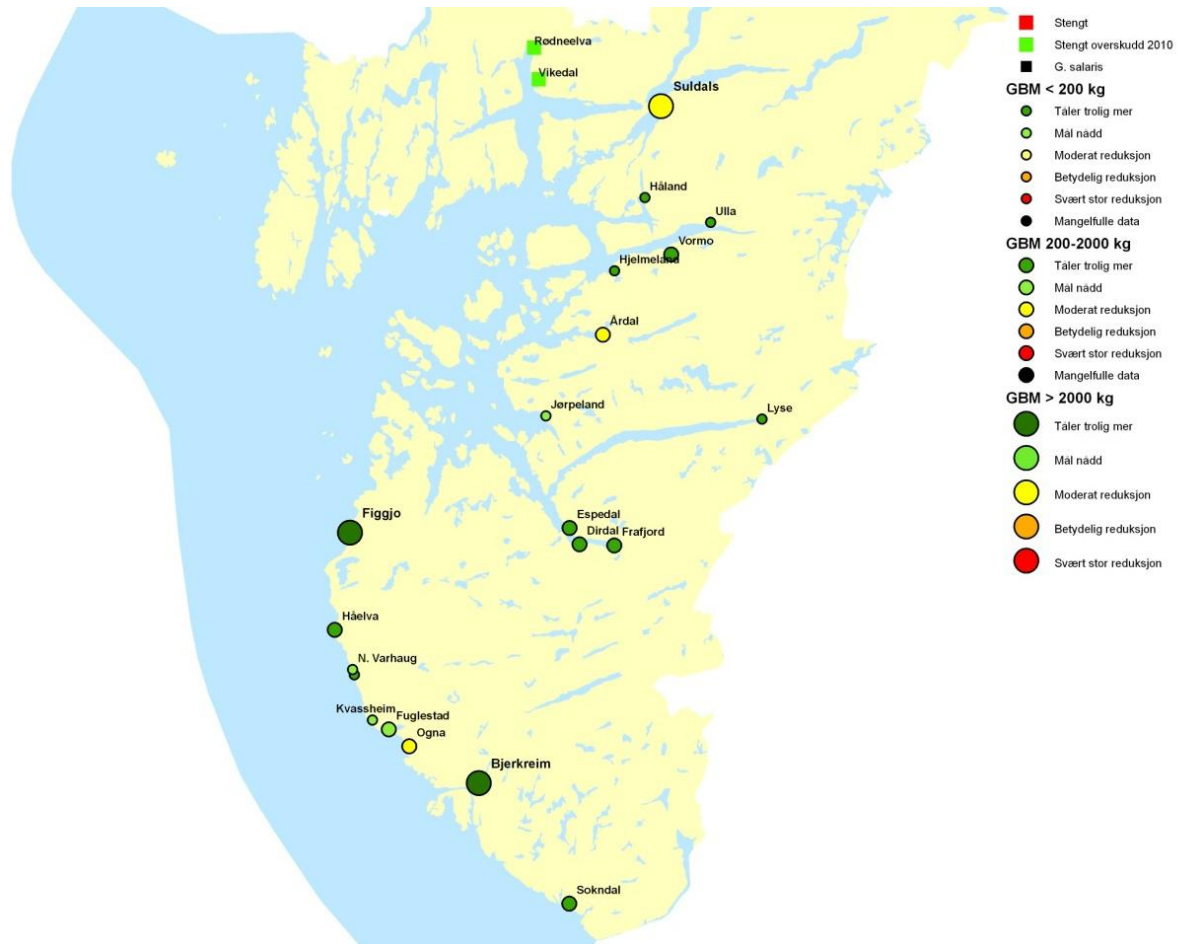 Rødneelva
Vikedal
Suldals
Håland
Ulla
Vormo
Hjelmeland
Årdal
Jørpeland
Lyse
Espedal
Dirdal
Frafjord
Figgjo
Håelva
N. Varhaug
Kvassheim
Fuglestad
Ogna
Bjerkreim
Sokndal
Stengt
Stengt overskudd 2010
G. salaris
GBM < 200 kg
Tåler trolig mer
Mål nådd
Moderat reduksjon
Betydelig reduksjon
Svært stor reduksjon
Mangelfulle data
GBM 200-2000 kg
Tåler trolig mer
Mål nådd
Moderat reduksjon
Betydelig reduksjon
Svært stor reduksjon
Mangelfulle data
GBM > 2000 kg
Tåler trolig mer
Mål nådd
Moderat reduksjon
Betydelig reduksjon
Svært stor reduksjon